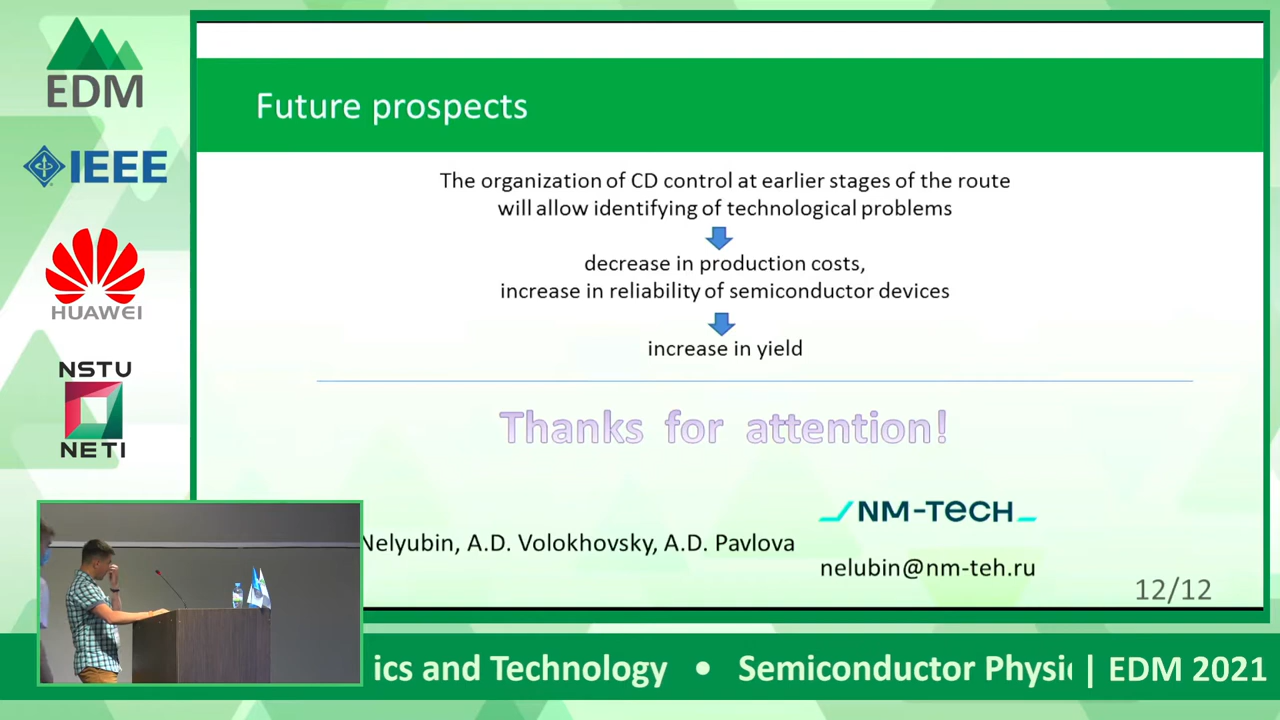 EDM
IEEE
HUAWEI
NSTU
NETI
Future prospects
The organization of CD control at earlier stages of the route
will allow identifying of technological problems
decrease in production costs,
increase in reliability of semiconductor devices
increase in yield
Thanks for attention!
NM-TECH
Nelyubin, A.D. Volokhovsky, A.D. Pavlova
nelubin@nm-teh.ru
12/12
ics and Technology • Semiconductor Physi | EDM 2021